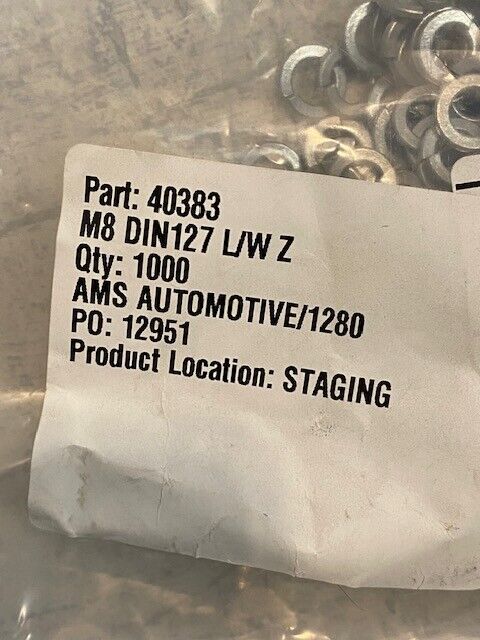 Part: 40383
M8 DIN127 L/W Z
Qty: 1000
AMS AUTOMOTIVE/1280
PO: 12951
Product Location: STAGING